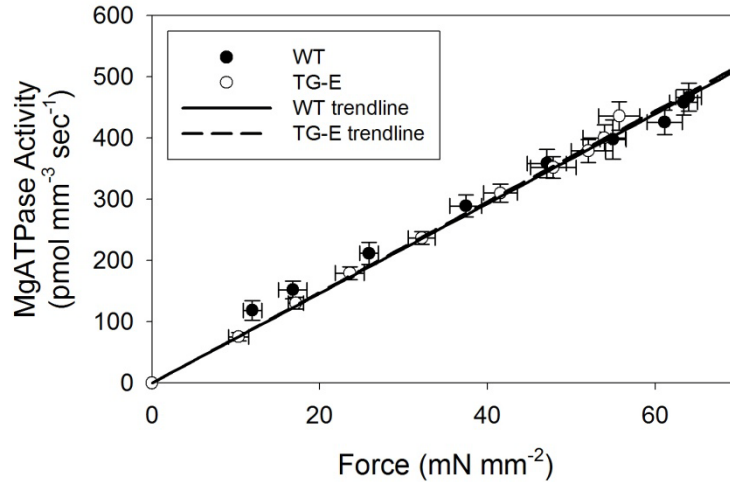 MgATPase Activity
(pmol mm⁻³ sec⁻¹)
600
500
400
300
200
100
0
WT
TG-E
WT trendline
TG-E trendline
0 20 40 60
Force (mN mm⁻²)